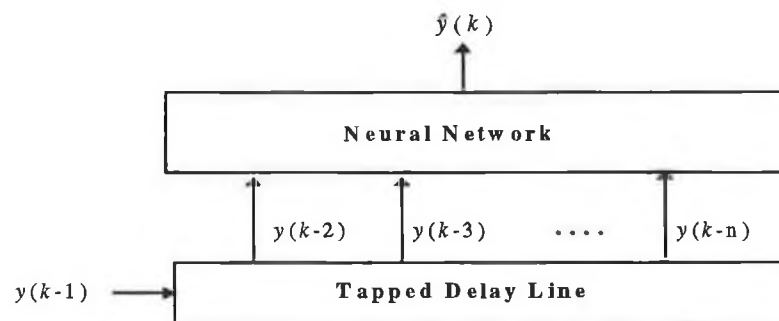 ŷ(k)
Neural Network
y(k-2) y(k-3) .... y(k-n)
y(k-1)
Tapped Delay Line